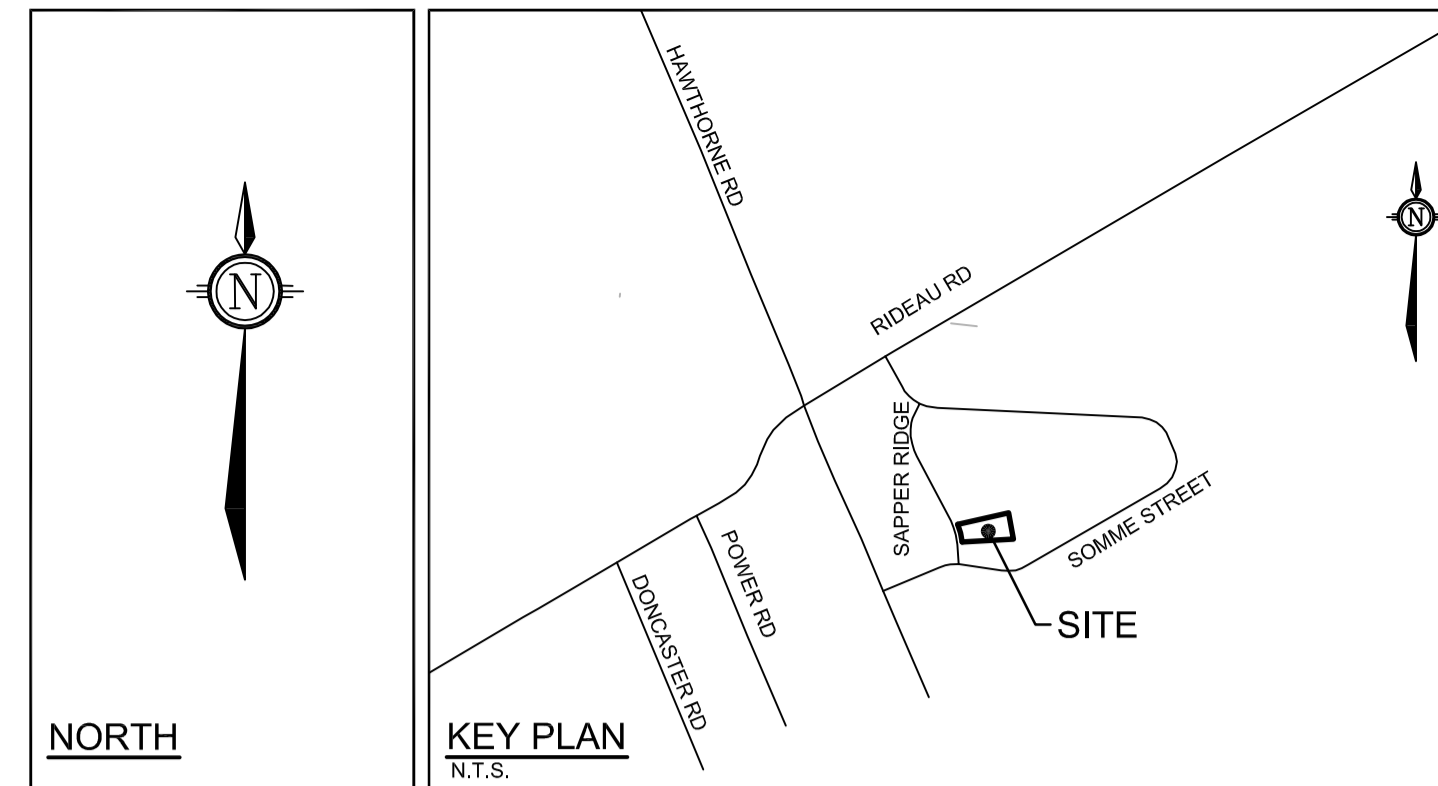 N
NORTH
HAWTHORNE RD
RIDEAU RD
N
SAPPER RIDGE
SOMME STREET
POWER RD
DONCASTER RD
SITE
KEY PLAN
N.T.S.